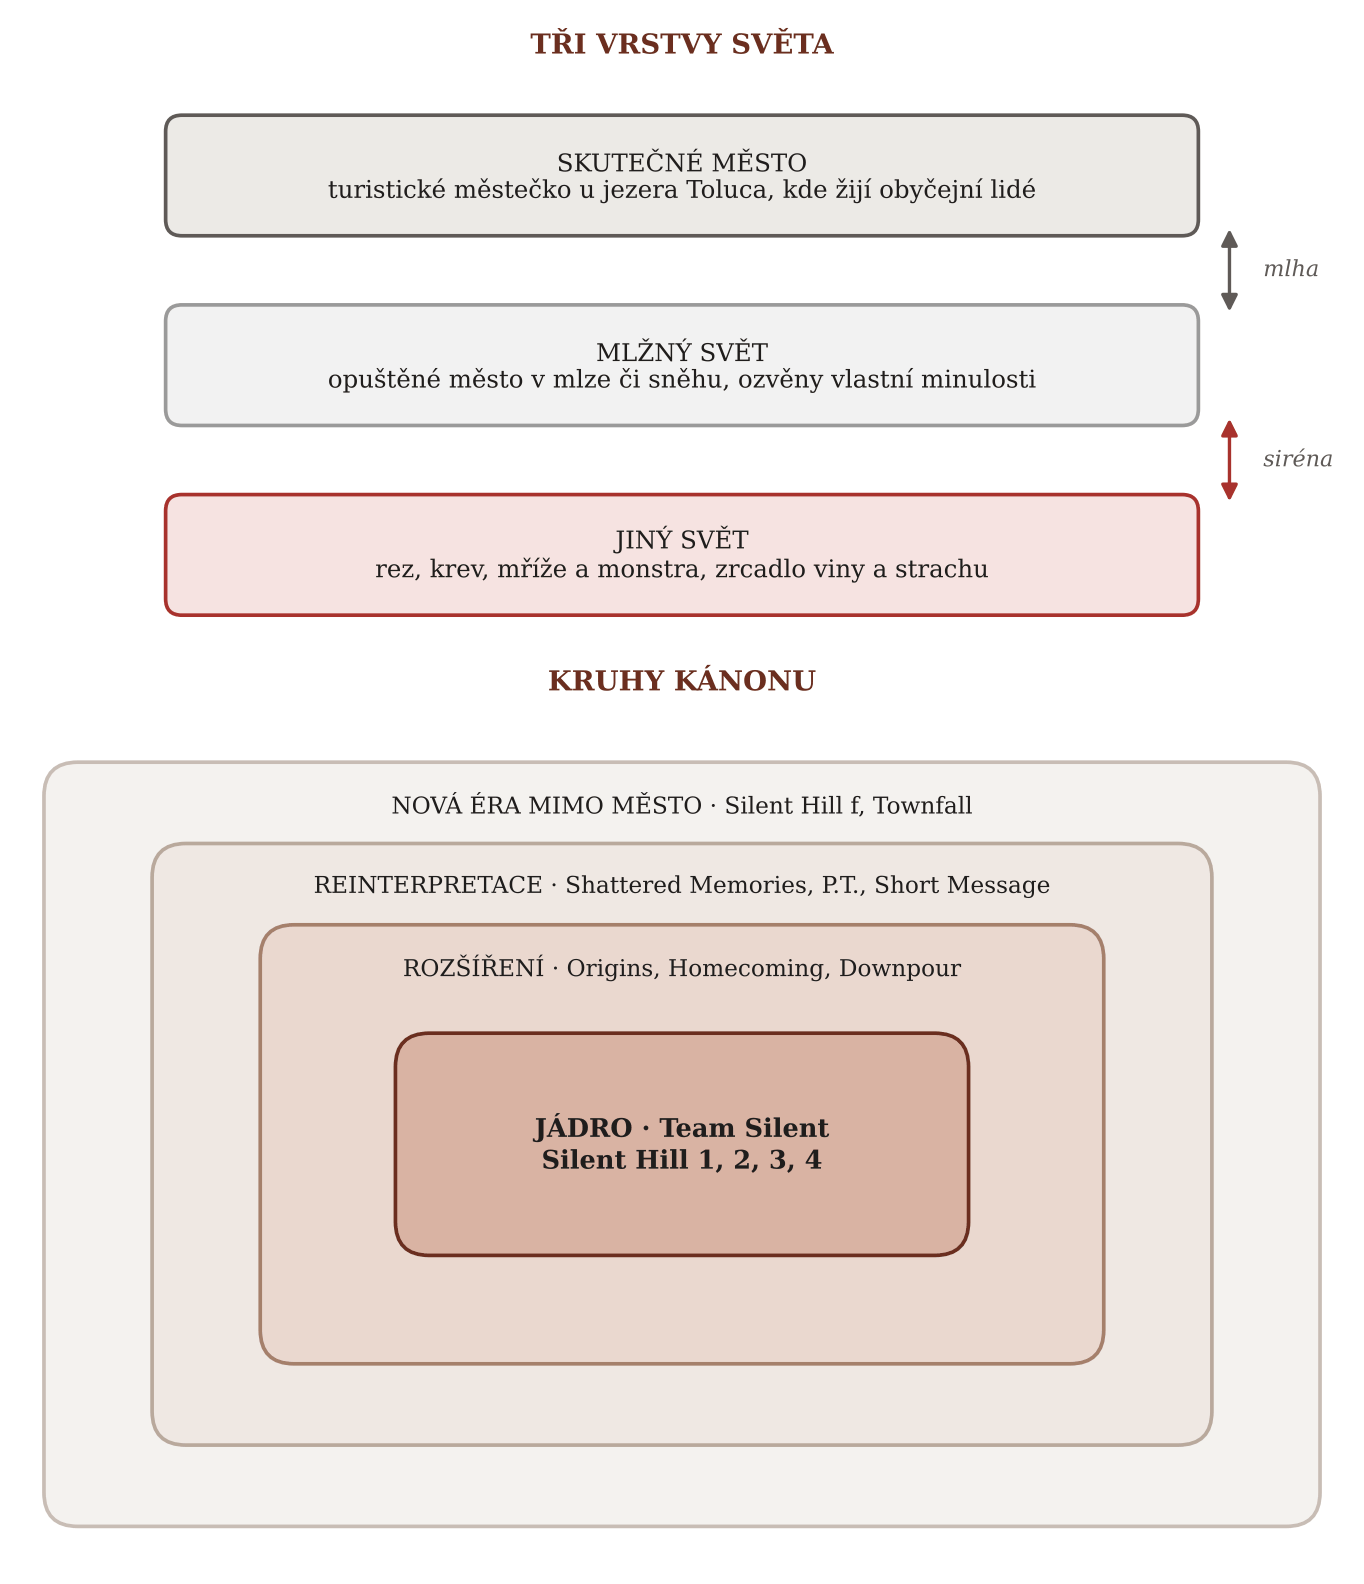 TŘI VRSTVY SVĚTA
SKUTEČNÉ MĚSTO
turistické městečko u jezera Toluca, kde žijí obyčejní lidé
mlha
MLŽNÝ SVĚT
opuštěné město v mlze či sněhu, ozvěny vlastní minulosti
siréna
JINÝ SVĚT
rez, krev, mříže a monstra, zrcadlo viny a strachu
KRUHY KÁNONU
NOVÁ ÉRA MIMO MĚSTO · Silent Hill f, Townfall
REINTERPRETACE · Shattered Memories, P.T., Short Message
ROZŠÍŘENÍ · Origins, Homecoming, Downpour
JÁDRO · Team Silent
Silent Hill 1, 2, 3, 4